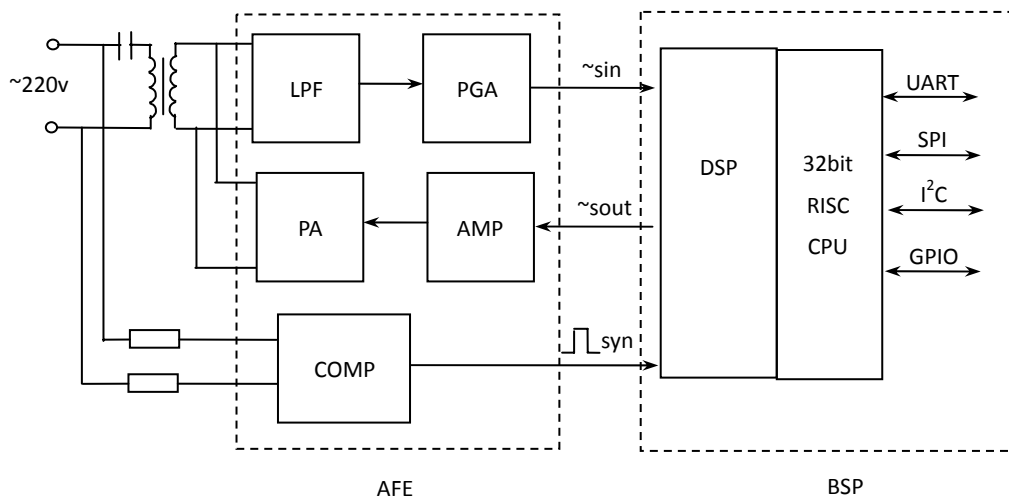 ~220v
LPF
PGA
~sin
PA
AMP
~sout
COMP
syn
DSP
32bit
RISC
CPU
UART
SPI
I²C
GPIO
AFE
BSP